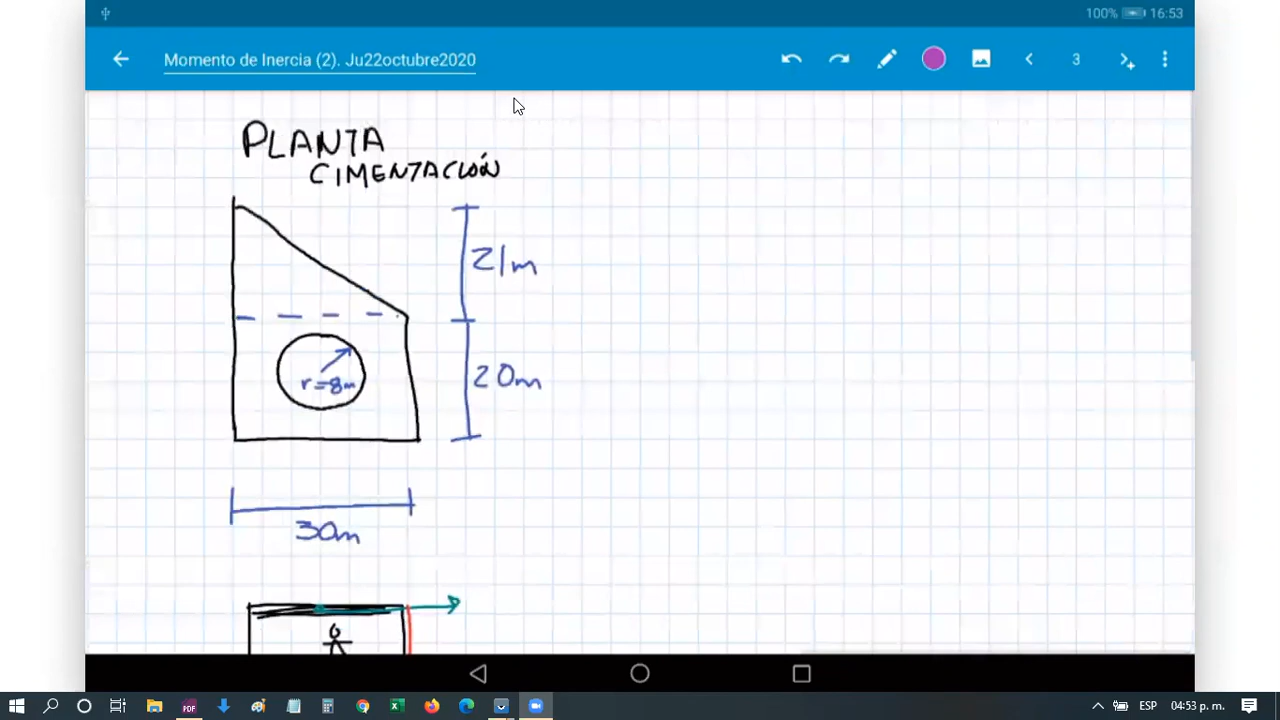 100% 16:53
Momento de Inercia (2). Ju22octubre2020
3
PLANTA
CIMENTACIÓN
21m
r=8m
20m
30m
ESP 04:53 p. m.